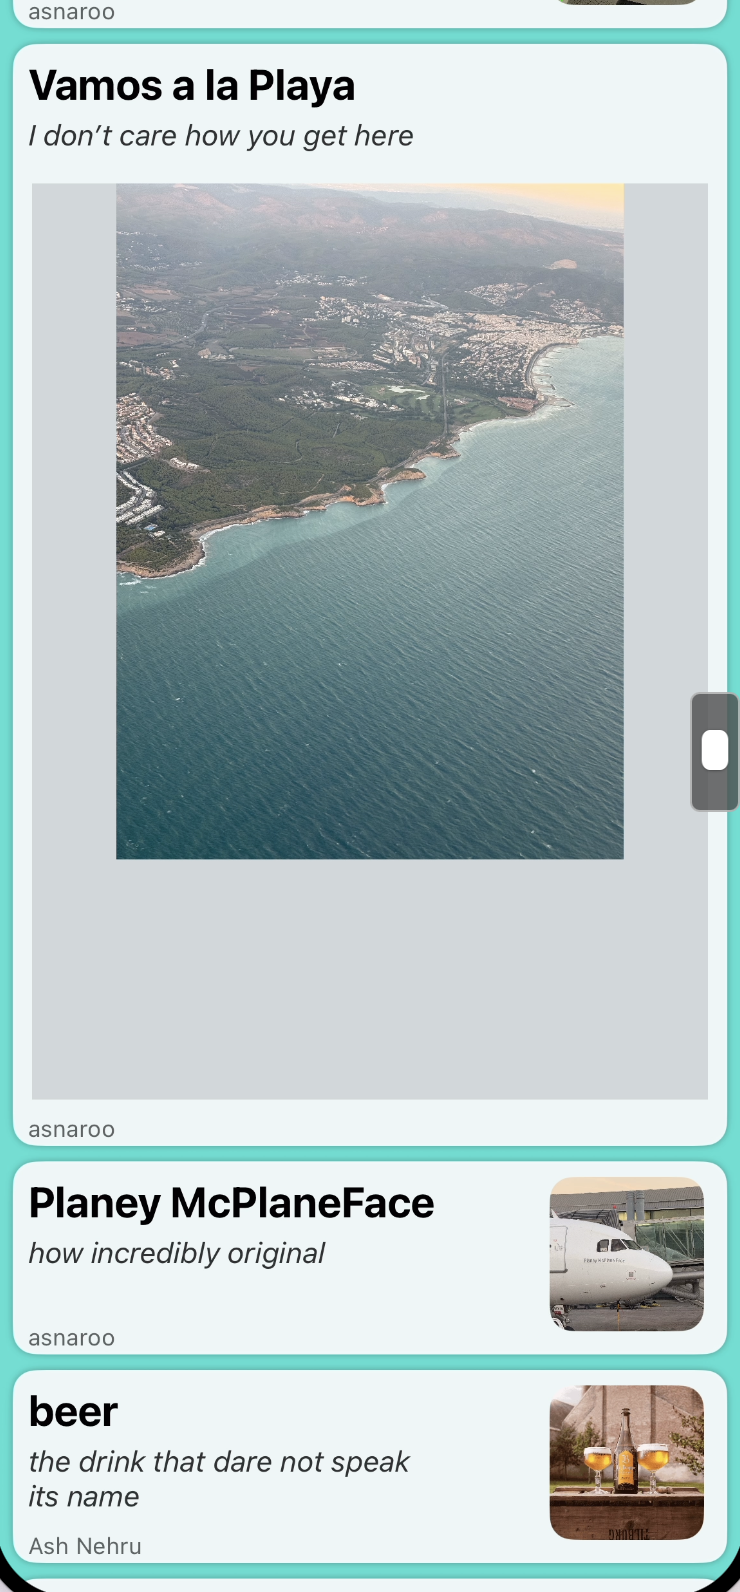 asnaroo
Vamos a la Playa
I don't care how you get here
asnaroo
Planey McPlaneFace
how incredibly original
asnaroo
beer
the drink that dare not speak
its name
Ash Nehru